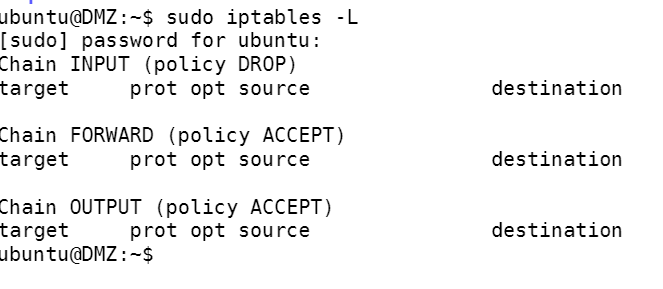 ubuntu@DMZ:~$ sudo iptables -L
[sudo] password for ubuntu:
Chain INPUT (policy DROP)
target     prot opt source               destination
Chain FORWARD (policy ACCEPT)
target     prot opt source               destination
Chain OUTPUT (policy ACCEPT)
target     prot opt source               destination
ubuntu@DMZ:~$